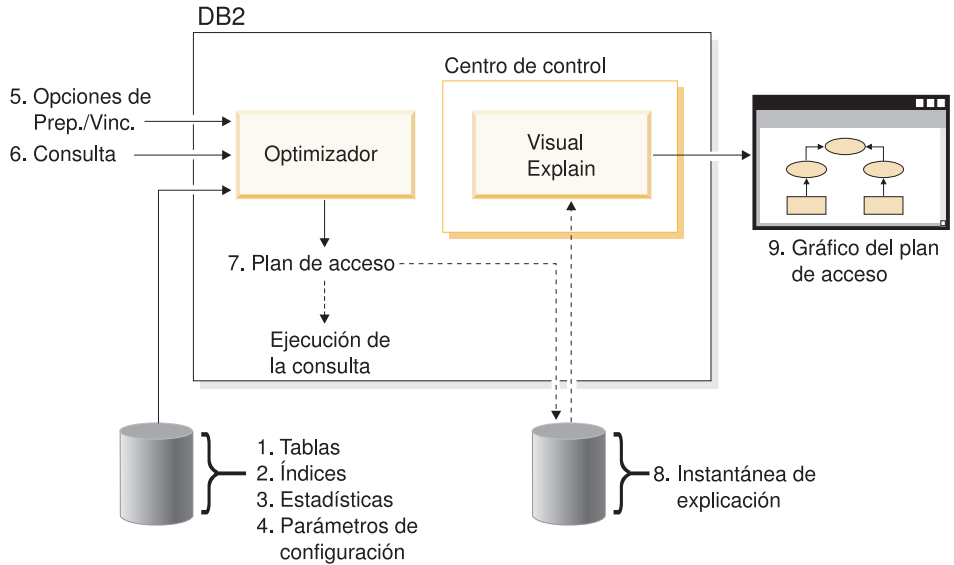 DB2
Centro de control
5. Opciones de
Prep./Vinc.
6. Consulta
Optimizador
Visual
Explain
7. Plan de acceso
9. Gráfico del plan
de acceso
Ejecución de
la consulta
1. Tablas
2. Índices
3. Estadísticas
4. Parámetros de
configuración
8. Instantánea de
explicación